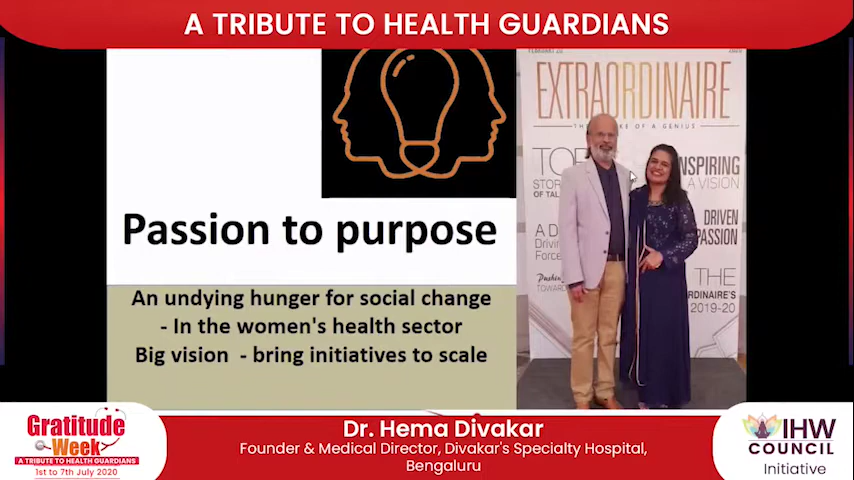 A TRIBUTE TO HEALTH GUARDIANS
EXTRAORDINAIRE
OF A GENIUS
INSPIRING
A VISION
DRIVEN
PASSION
THE
2019-20
Passion to purpose
An undying hunger for social change
- In the women's health sector
Big vision - bring initiatives to scale
Gratitude
Week
A TRIBUTE TO HEALTH GUARDIANS
1st to 7th July 2020
Dr. Hema Divakar
Founder & Medical Director, Divakar's Specialty Hospital,
Bengaluru
IHW
COUNCIL
Initiative